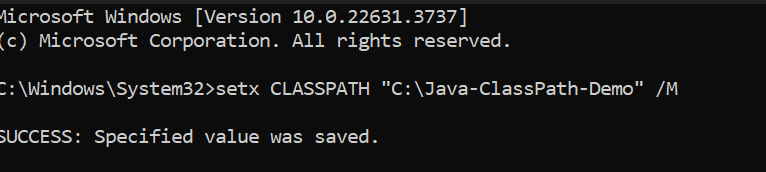 Microsoft Windows [Version 10.0.22631.3737]
(c) Microsoft Corporation. All rights reserved.
C:\Windows\System32>setx CLASSPATH "C:\Java-ClassPath-Demo" /M
SUCCESS: Specified value was saved.